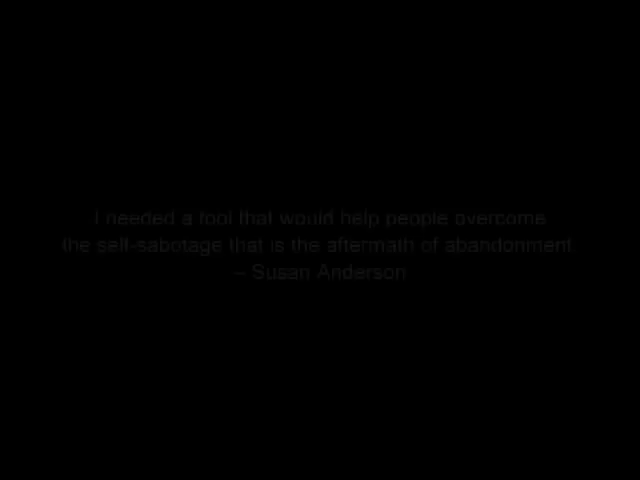 I needed a tool that would help people overcome
the self-sabotage that is the aftermath of abandonment.
– Susan Anderson